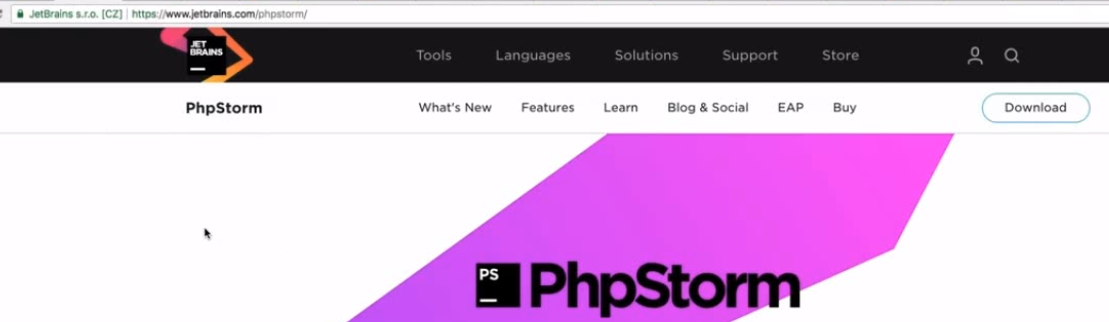 JetBrains s.r.o. [CZ] https://www.jetbrains.com/phpstorm/
JET
BRAINS
Tools Languages Solutions Support Store
PhpStorm What's New Features Learn Blog & Social EAP Buy Download
PS
PhpStorm